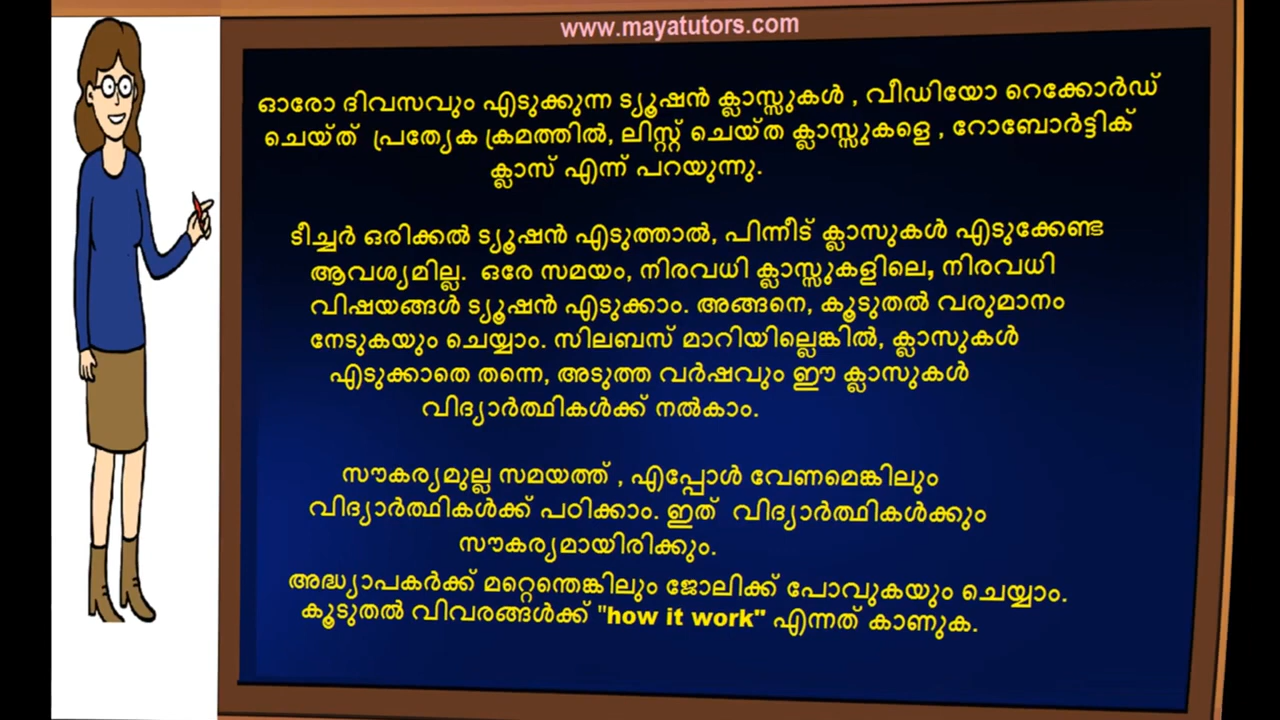 www.mayatutors.com
ഓരോ ദിവസവും എടുക്കുന്ന ട്യൂഷൻ ക്ലാസ്സുകൾ , വീഡിയോ റെക്കോർഡ്
ചെയ്ത് പ്രത്യേക ക്രമത്തിൽ, ലിസ്റ്റ് ചെയ്ത ക്ലാസ്സുകളെ , റോബോർട്ടിക്
ക്ലാസ് എന്ന് പറയുന്നു.
ടീച്ചർ ഒരിക്കൽ ട്യൂഷൻ എടുത്താൽ, പിന്നീട് ക്ലാസുകൾ എടുക്കേണ്ട
ആവശ്യമില്ല. ഒരേ സമയം, നിരവധി ക്ലാസ്സുകളിലെ, നിരവധി
വിഷയങ്ങൾ ട്യൂഷൻ എടുക്കാം. അങ്ങനെ, കൂടുതൽ വരുമാനം
നേടുകയും ചെയ്യാം. സിലബസ് മാറിയില്ലെങ്കിൽ, ക്ലാസുകൾ
എടുക്കാതെ തന്നെ, അടുത്ത വർഷവും ഈ ക്ലാസുകൾ
വിദ്യാർത്ഥികൾക്ക് നൽകാം.
സൗകര്യമുല്ല സമയത്ത് , എപ്പോൾ വേണമെങ്കിലും
വിദ്യാർത്ഥികൾക്ക് പഠിക്കാം. ഇത് വിദ്യാർത്ഥികൾക്കും
സൗകര്യമായിരിക്കും.
അദ്ധ്യാപകർക്ക് മറ്റെന്തെങ്കിലും ജോലിക്ക് പോവുകയും ചെയ്യാം.
കൂടുതൽ വിവരങ്ങൾക്ക് "how it work" എന്നത് കാണുക.